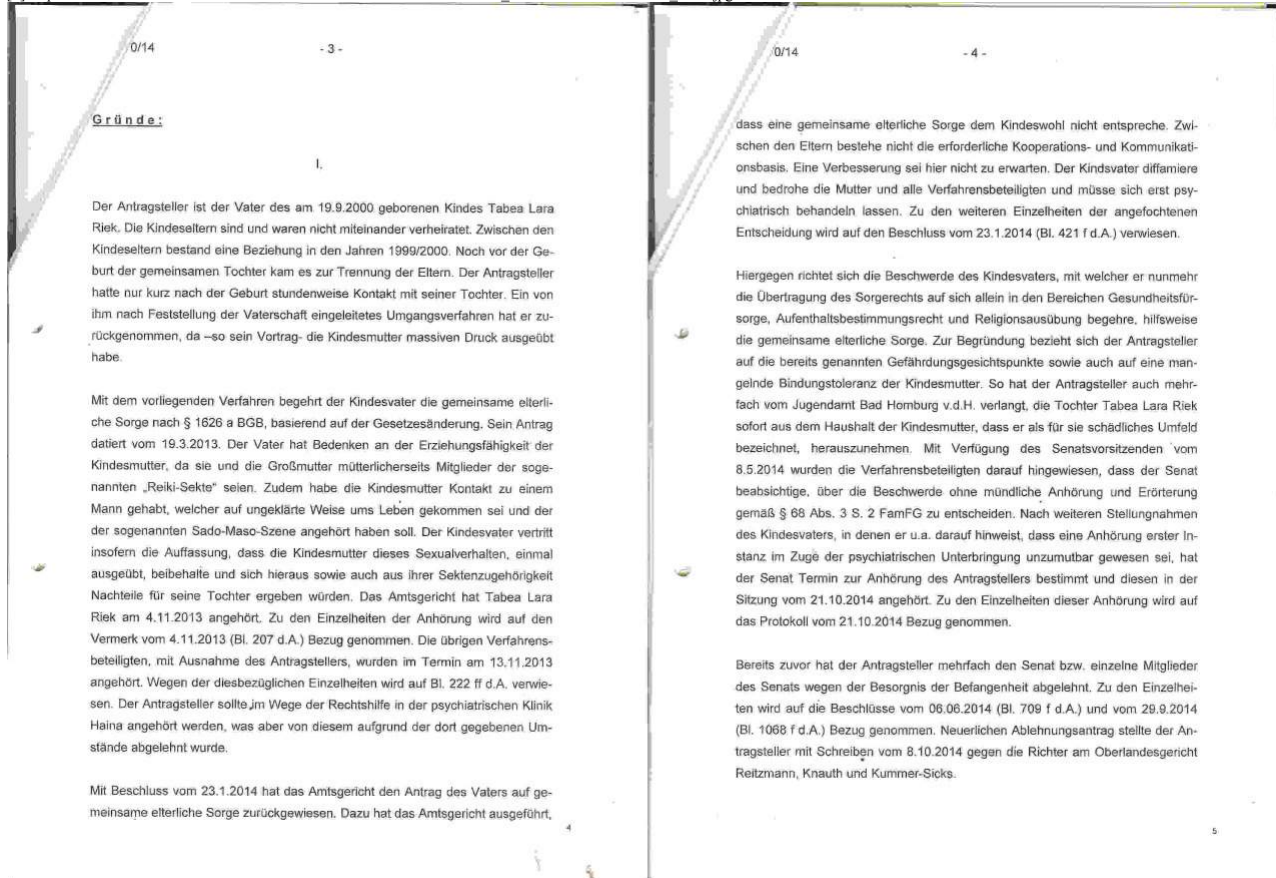 0/14
- 3 -
Gründe:
I.
Der Antragsteller ist der Vater des am 19.9.2000 geborenen Kindes Tabea Lara
Riek. Die Kindeseltern sind und waren nicht miteinander verheiratet. Zwischen den
Kindeseltern bestand eine Beziehung in den Jahren 1999/2000. Noch vor der Ge-
burt der gemeinsamen Tochter kam es zur Trennung der Eltern. Der Antragsteller
hatte nur kurz nach der Geburt stundenweise Kontakt mit seiner Tochter. Ein von
ihm nach Feststellung der Vaterschaft eingeleitetes Umgangsverfahren hat er zu-
rückgenommen, da –so sein Vortrag- die Kindesmutter massiven Druck ausgeübt
habe.
Mit dem vorliegenden Verfahren begehrt der Kindesvater die gemeinsame elterli-
che Sorge nach § 1626 a BGB, basierend auf der Gesetzesänderung. Sein Antrag
datiert vom 19.3.2013. Der Vater hat Bedenken an der Erziehungsfähigkeit der
Kindesmutter, da sie und die Großmutter mütterlicherseits Mitglieder der soge-
nannten „Reiki-Sekte" seien. Zudem habe die Kindesmutter Kontakt zu einem
Mann gehabt, welcher auf ungeklärte Weise ums Leben gekommen sei und der
der sogenannten Sado-Maso-Szene angehört haben soll. Der Kindesvater vertritt
insofern die Auffassung, dass die Kindesmutter dieses Sexualverhalten, einmal
ausgeübt, beibehalte und sich hieraus sowie auch aus ihrer Sektenzugehörigkeit
Nachteile für seine Tochter ergeben würden. Das Amtsgericht hat Tabea Lara
Riek am 4.11.2013 angehört. Zu den Einzelheiten der Anhörung wird auf den
Vermerk vom 4.11.2013 (Bl. 207 d.A.) Bezug genommen. Die übrigen Verfahrens-
beteiligten, mit Ausnahme des Antragstellers, wurden im Termin am 13.11.2013
angehört. Wegen der diesbezüglichen Einzelheiten wird auf Bl. 222 ff d.A. verwie-
sen. Der Antragsteller sollte im Wege der Rechtshilfe in der psychiatrischen Klinik
Haina angehört werden, was aber von diesem aufgrund der dort gegebenen Um-
stände abgelehnt wurde.
Mit Beschluss vom 23.1.2014 hat das Amtsgericht den Antrag des Vaters auf ge-
meinsame elterliche Sorge zurückgewiesen. Dazu hat das Amtsgericht ausgeführt,
4
0/14
- 4 -
dass eine gemeinsame elterliche Sorge dem Kindeswohl nicht entspreche. Zwi-
schen den Eltern bestehe nicht die erforderliche Kooperations- und Kommunikati-
onsbasis. Eine Verbesserung sei hier nicht zu erwarten. Der Kindsvater diffamiere
und bedrohe die Mutter und alle Verfahrensbeteiligten und müsse sich erst psy-
chiatrisch behandeln lassen. Zu den weiteren Einzelheiten der angefochtenen
Entscheidung wird auf den Beschluss vom 23.1.2014 (Bl. 421 f d.A.) verwiesen.
Hiergegen richtet sich die Beschwerde des Kindesvaters, mit welcher er nunmehr
die Übertragung des Sorgerechts auf sich allein in den Bereichen Gesundheitsfür-
sorge, Aufenthaltsbestimmungsrecht und Religionsausübung begehre, hilfsweise
die gemeinsame elterliche Sorge. Zur Begründung bezieht sich der Antragsteller
auf die bereits genannten Gefährdungsgesichtspunkte sowie auch auf eine man-
gelnde Bindungstoleranz der Kindesmutter. So hat der Antragsteller auch mehr-
fach vom Jugendamt Bad Homburg v.d.H. verlangt, die Tochter Tabea Lara Riek
sofort aus dem Haushalt der Kindesmutter, dass er als für sie schädliches Umfeld
bezeichnet, herauszunehmen. Mit Verfügung des Senatsvorsitzenden vom
8.5.2014 wurden die Verfahrensbeteiligten darauf hingewiesen, dass der Senat
beabsichtige, über die Beschwerde ohne mündliche Anhörung und Erörterung
gemäß § 68 Abs. 3 S. 2 FamFG zu entscheiden. Nach weiteren Stellungnahmen
des Kindesvaters, in denen er u.a. darauf hinweist, dass eine Anhörung erster In-
stanz im Zuge der psychiatrischen Unterbringung unzumutbar gewesen sei, hat
der Senat Termin zur Anhörung des Antragstellers bestimmt und diesen in der
Sitzung vom 21.10.2014 angehört. Zu den Einzelheiten dieser Anhörung wird auf
das Protokoll vom 21.10.2014 Bezug genommen.
Bereits zuvor hat der Antragsteller mehrfach den Senat bzw. einzelne Mitglieder
des Senats wegen der Besorgnis der Befangenheit abgelehnt. Zu den Einzelhei-
ten wird auf die Beschlüsse vom 06.06.2014 (Bl. 709 f d.A.) und vom 29.9.2014
(Bl. 1068 f d.A.) Bezug genommen. Neuerlichen Ablehnungsantrag stellte der An-
tragsteller mit Schreiben vom 8.10.2014 gegen die Richter am Oberlandesgericht
Reitzmann, Knauth und Kummer-Sicks.
5